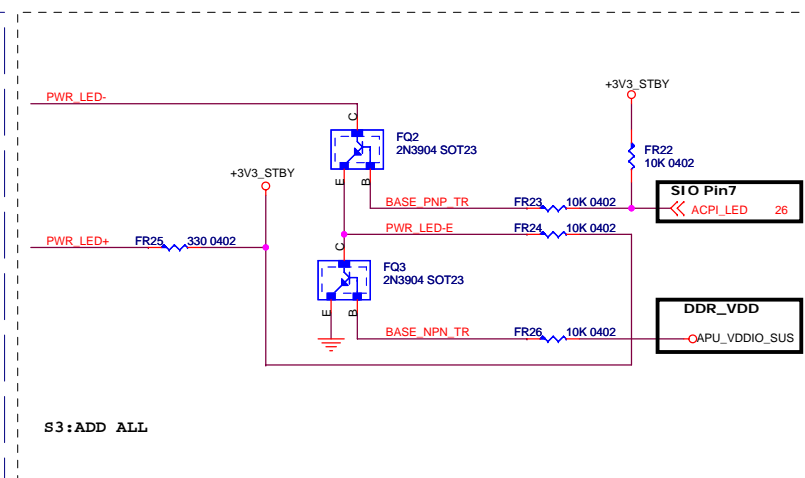 +3V3_STBY
PWR_LED-
C
FQ2
2N3904 SOT23
FR22
10K 0402
+3V3_STBY
E
B
SIO Pin7
BASE_PNP_TR
FR23
10K 0402
ACPI_LED
26
PWR_LED-E
FR24
10K 0402
PWR_LED+
FR25
330 0402
C
FQ3
2N3904 SOT23
E
B
DDR_VDD
BASE_NPN_TR
FR26
10K 0402
APU_VDDIO_SUS
S3:ADD ALL